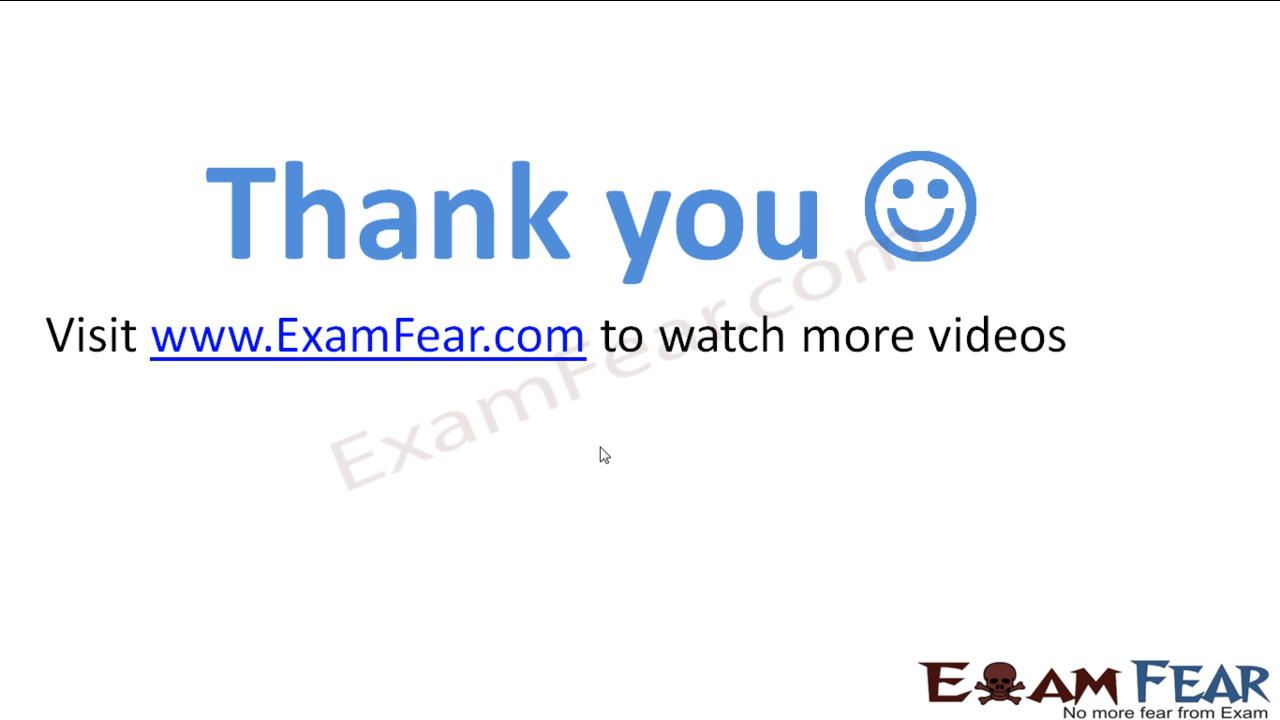 Thank you ☺
Visit www.ExamFear.com to watch more videos
ExamFear.com
EXAM FEAR
No more fear from Exam